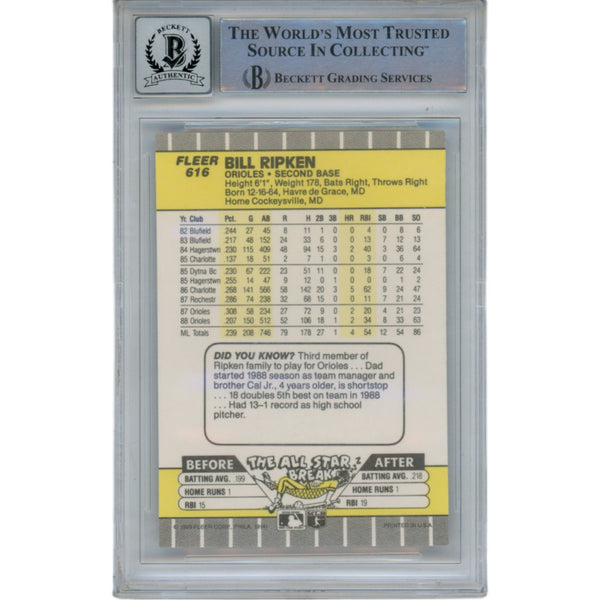 BECKETT
B
AUTHENTIC
THE WORLD'S MOST TRUSTED
SOURCE IN COLLECTING™
B BECKETT GRADING SERVICES
FLEER
616
BILL RIPKEN
ORIOLES • SECOND BASE
Height 6'1", Weight 178, Bats Right, Throws Right
Born 12-16-64, Havre de Grace, MD
Home Cockeysville, MD
Yr. Club Pct. G AB R H 2B 3B HR RBI SB BB SO
82 Blufield .244 27 45 8 11 1 0 0 4 0 8 6
83 Blufield .217 48 152 24 33 6 0 0 13 7 12 13
84 Hagerstwn .230 115 409 48 94 15 3 2 40 3 36 64
85 Charlotte .137 18 51 2 7 1 0 0 3 0 6 4
85 Dytna Bc .230 67 222 23 51 11 0 0 18 7 22 24
85 Hagerstwn .255 14 47 9 12 0 1 0 0 0 1 2
86 Charlotte .268 141 566 58 142 20 3 5 62 9 24 47
87 Rochestr .286 74 238 32 68 15 0 0 11 7 21 24
87 Orioles .308 58 234 27 72 9 0 2 20 4 21 23
88 Orioles .207 150 512 52 106 18 1 2 34 8 33 63
ML Totals .239 208 746 79 178 27 1 4 54 12 54 86
DID YOU KNOW? Third member of
Ripken family to play for Orioles . . . Dad
started 1988 season as team manager and
brother Cal Jr., 4 years older, is shortstop
. . . 18 doubles 5th best on team in 1988 . . .
Had 13–1 record as high school
pitcher.
BEFORE THE ALL STAR BREAK AFTER
BATTING AVG. .199 BATTING AVG. .218
HOME RUNS 1 HOME RUNS 1
RBI 15 RBI 19
© 1989 FLEER CORP., PHILA. 19141 PRINTED IN U.S.A.